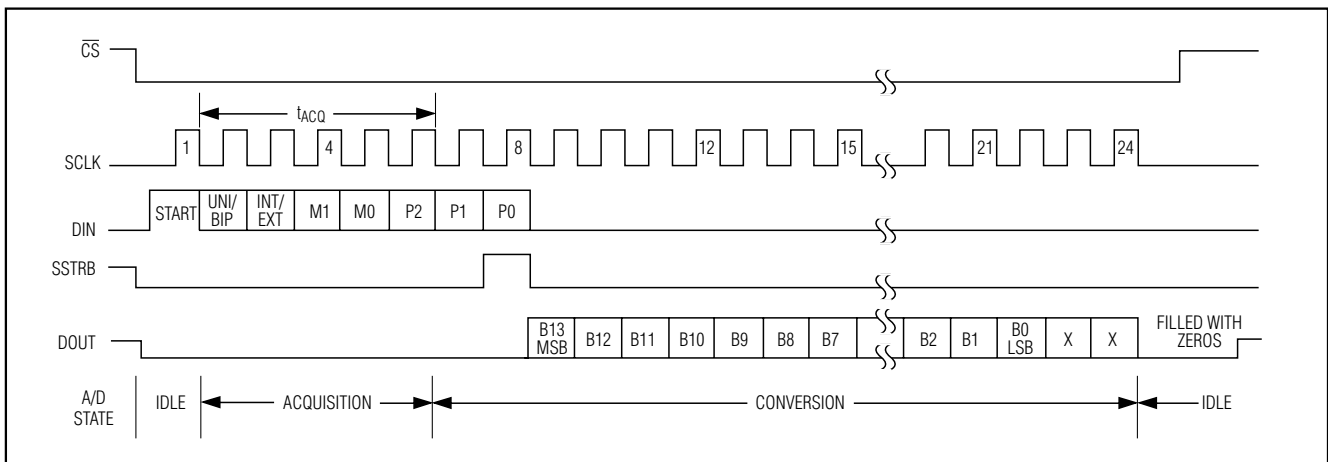 C̅S̅
tACQ
SCLK 1 4 8 12 15 21 24
DIN START UNI/BIP INT/EXT M1 M0 P2 P1 P0
SSTRB
DOUT B13 MSB B12 B11 B10 B9 B8 B7 B2 B1 B0 LSB X X FILLED WITH ZEROS
A/D STATE IDLE ACQUISITION CONVERSION IDLE